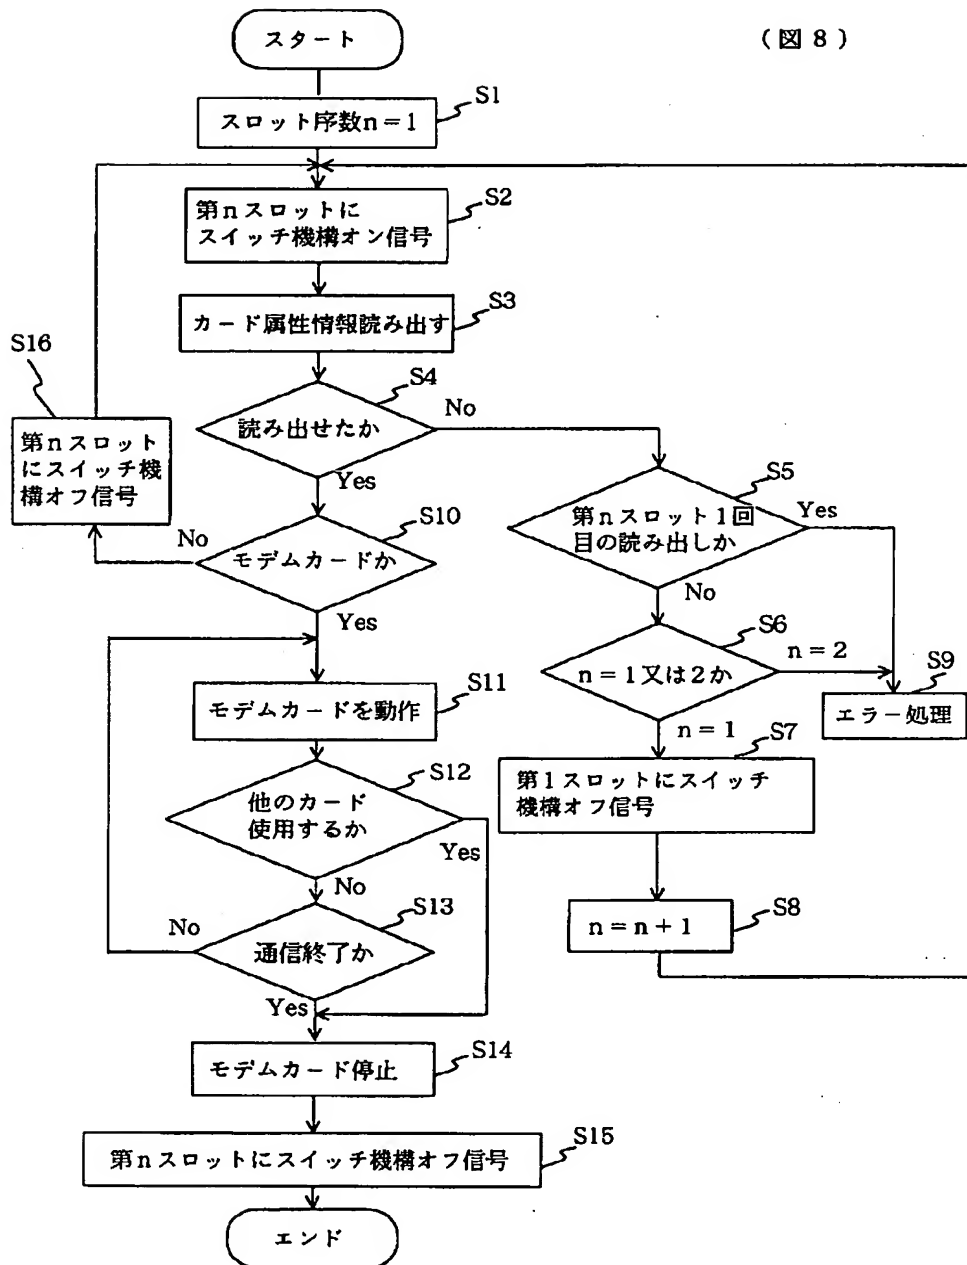 スタート
(図8)
S1
スロット序数n=1
S2
第nスロットに
スイッチ機構オン信号
S3
カード属性情報読み出す
S16
S4
No
読み出せたか
第nスロット
にスイッチ機
構オフ信号
Yes
S5
S10
第nスロット1回
目の読み出しか
Yes
No
モデムカードか
No
Yes
S6
n=1又は2か
n=2
S9
S11
モデムカードを動作
エラー処理
n=1
S7
S12
他のカード
使用するか
第1スロットにスイッチ
機構オフ信号
Yes
No
S13
No
通信終了か
S8
n=n+1
Yes
S14
モデムカード停止
S15
第nスロットにスイッチ機構オフ信号
エンド